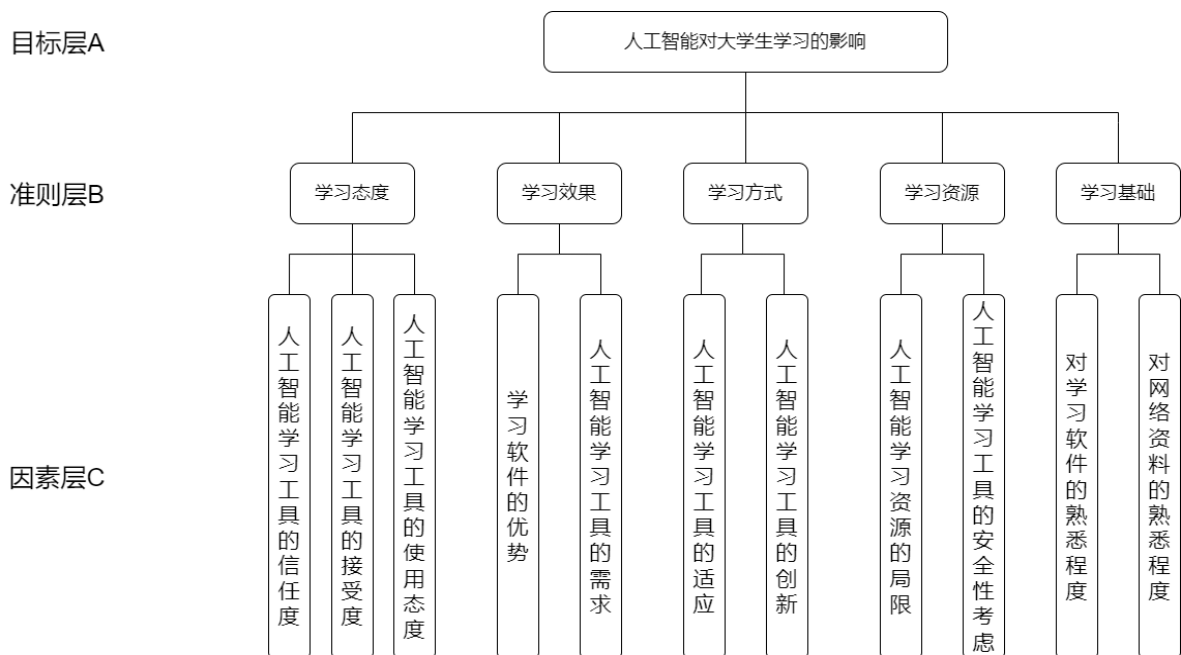 目标层A
人工智能对大学生学习的影响
准则层B
学习态度
学习效果
学习方式
学习资源
学习基础
因素层C
人工智能学习工具的信任度
人工智能学习工具的接受度
人工智能学习工具的使用态度
学习软件的优势
人工智能学习工具的需求
人工智能学习工具的适应
人工智能学习工具的创新
人工智能学习资源的局限
人工智能学习工具的安全性考虑
对学习软件的熟悉程度
对网络资料的熟悉程度